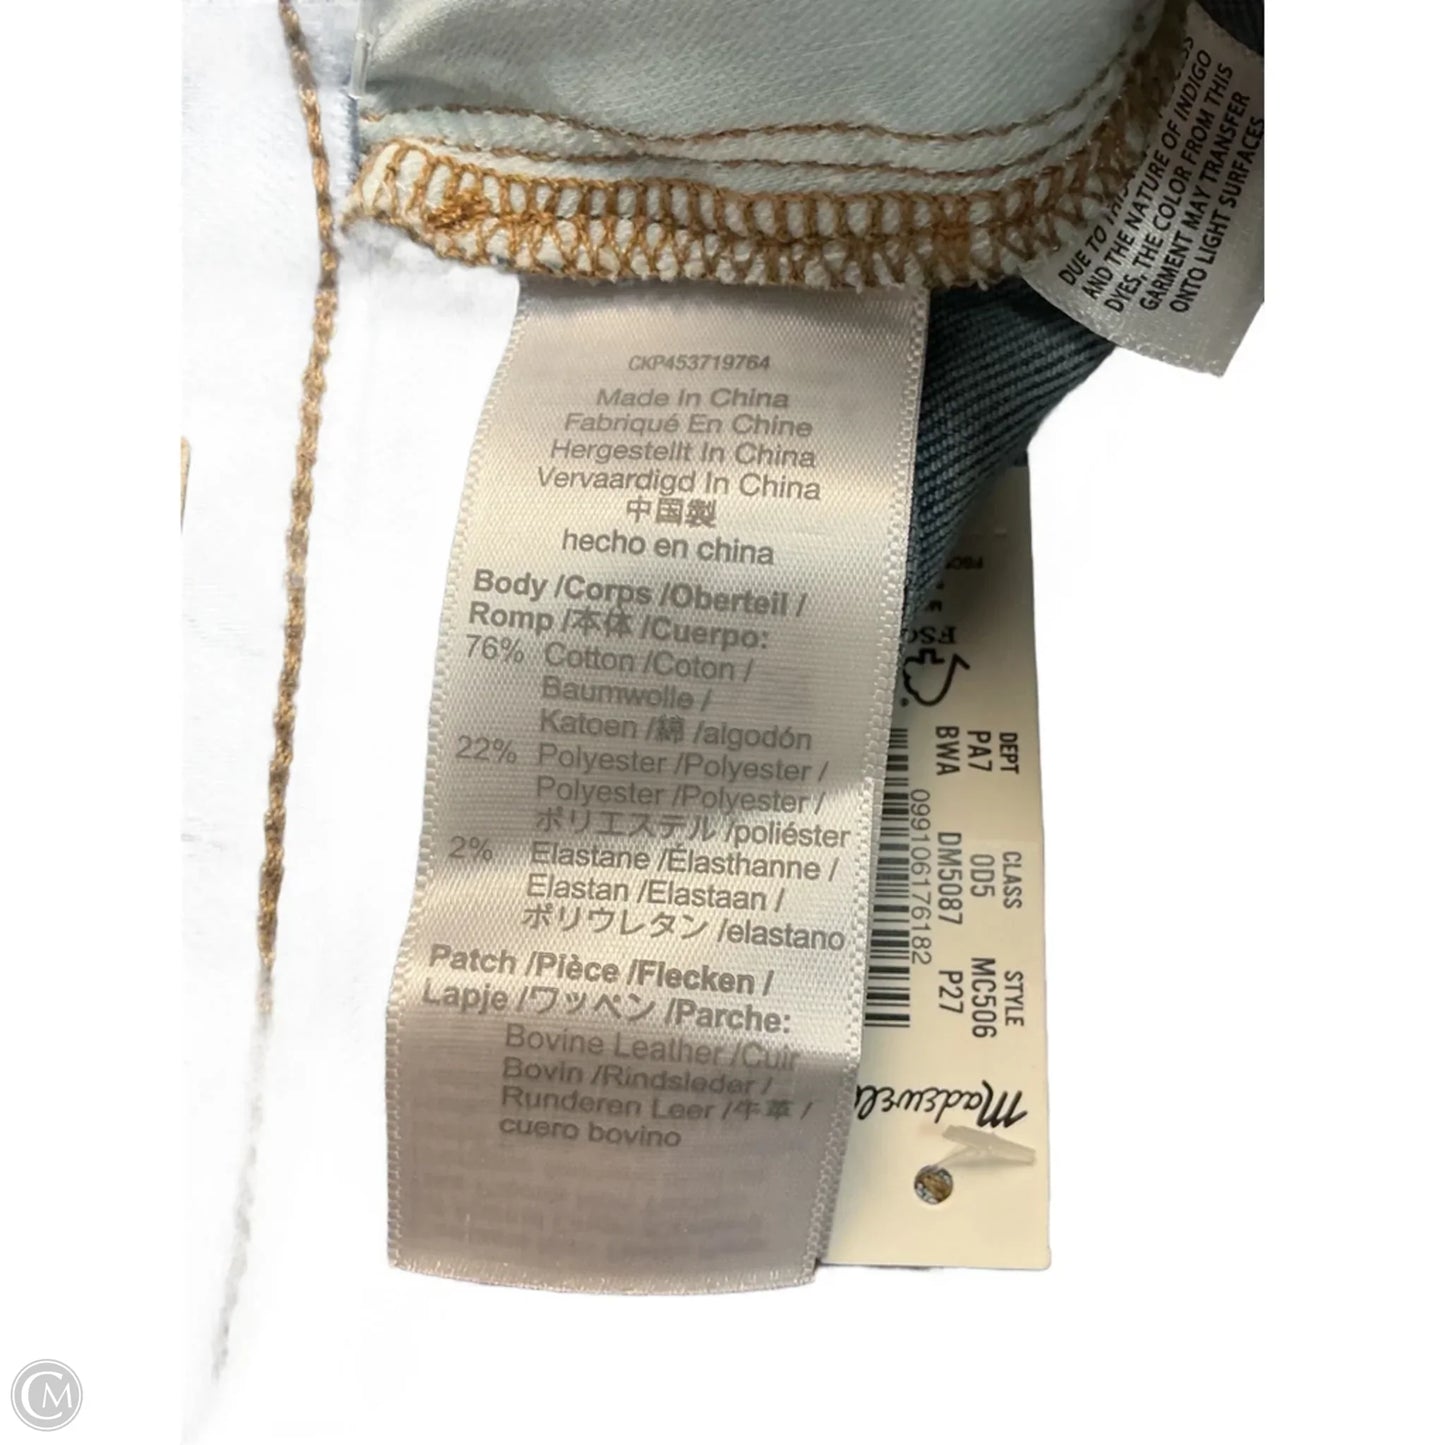 CKP453719764
Made In China
Fabriqué En Chine
Hergestellt In China
Vervaardigd In China
中国製
hecho en china
Body /Corps /Oberteil /
Romp /本体 /Cuerpo:
76% Cotton /Coton /
Baumwolle /
Katoen /綿 /algodón
22% Polyester /Polyester /
Polyester /Polyester /
ポリエステル /poliéster
2% Elastane /Élasthanne /
Elastan /Elastaan /
ポリウレタン /elastano
Patch /Pièce /Flecken /
Lapje /ワッペン /Parche:
Bovine Leather /Cuir
Bovin /Rindsleder /
Runderen Leer /牛革 /
cuero bovino
DUE TO
AND THE NATURE OF INDIGO
DYES, THE COLOR FROM THIS
GARMENT MAY TRANSFER
ONTO LIGHT SURFACES.
FSC
DEPT CLASS STYLE
PA7 0D5 MC506
BWA DM5087 P27
099106176182
Madewell
CM